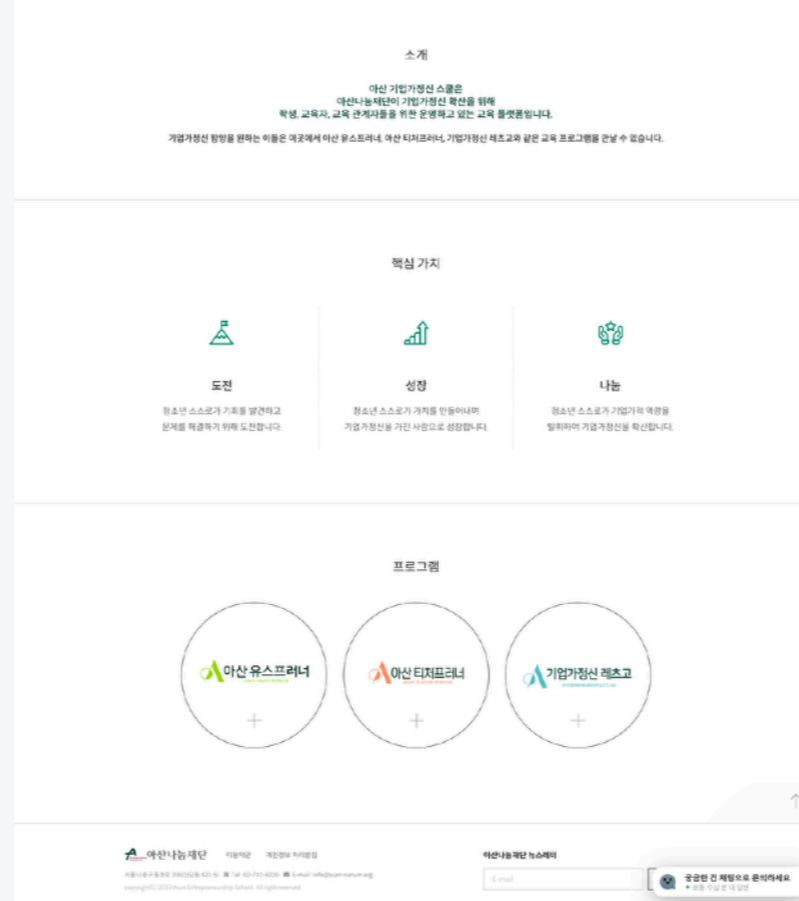 소개
아산 기업가정신 스쿨은
아산나눔재단이 기업가정신 확산을 위해
학생, 교육자, 교육 관계자들을 위한 운영하고 있는 교육 플랫폼입니다.
기업가정신 함양을 원하는 이들은 이곳에서 아산 유스프러너, 아산 티처프러너, 기업가정신 레츠고와 같은 교육 프로그램을 만날 수 있습니다.
핵심 가치
도전
청소년 스스로가 기회를 발견하고
문제를 해결하기 위해 도전합니다.
성장
청소년 스스로가 가치를 만들어내며
기업가정신을 가진 사람으로 성장합니다.
나눔
청소년 스스로가 기업가적 역량을
발휘하며 기업가정신을 확산합니다.
프로그램
아산 유스프러너
아산 티처프러너
기업가정신 레츠고
아산나눔재단
이용약관
개인정보 처리방침
아산나눔재단 뉴스레터
E-mail
궁금한 건 채팅으로 문의하세요